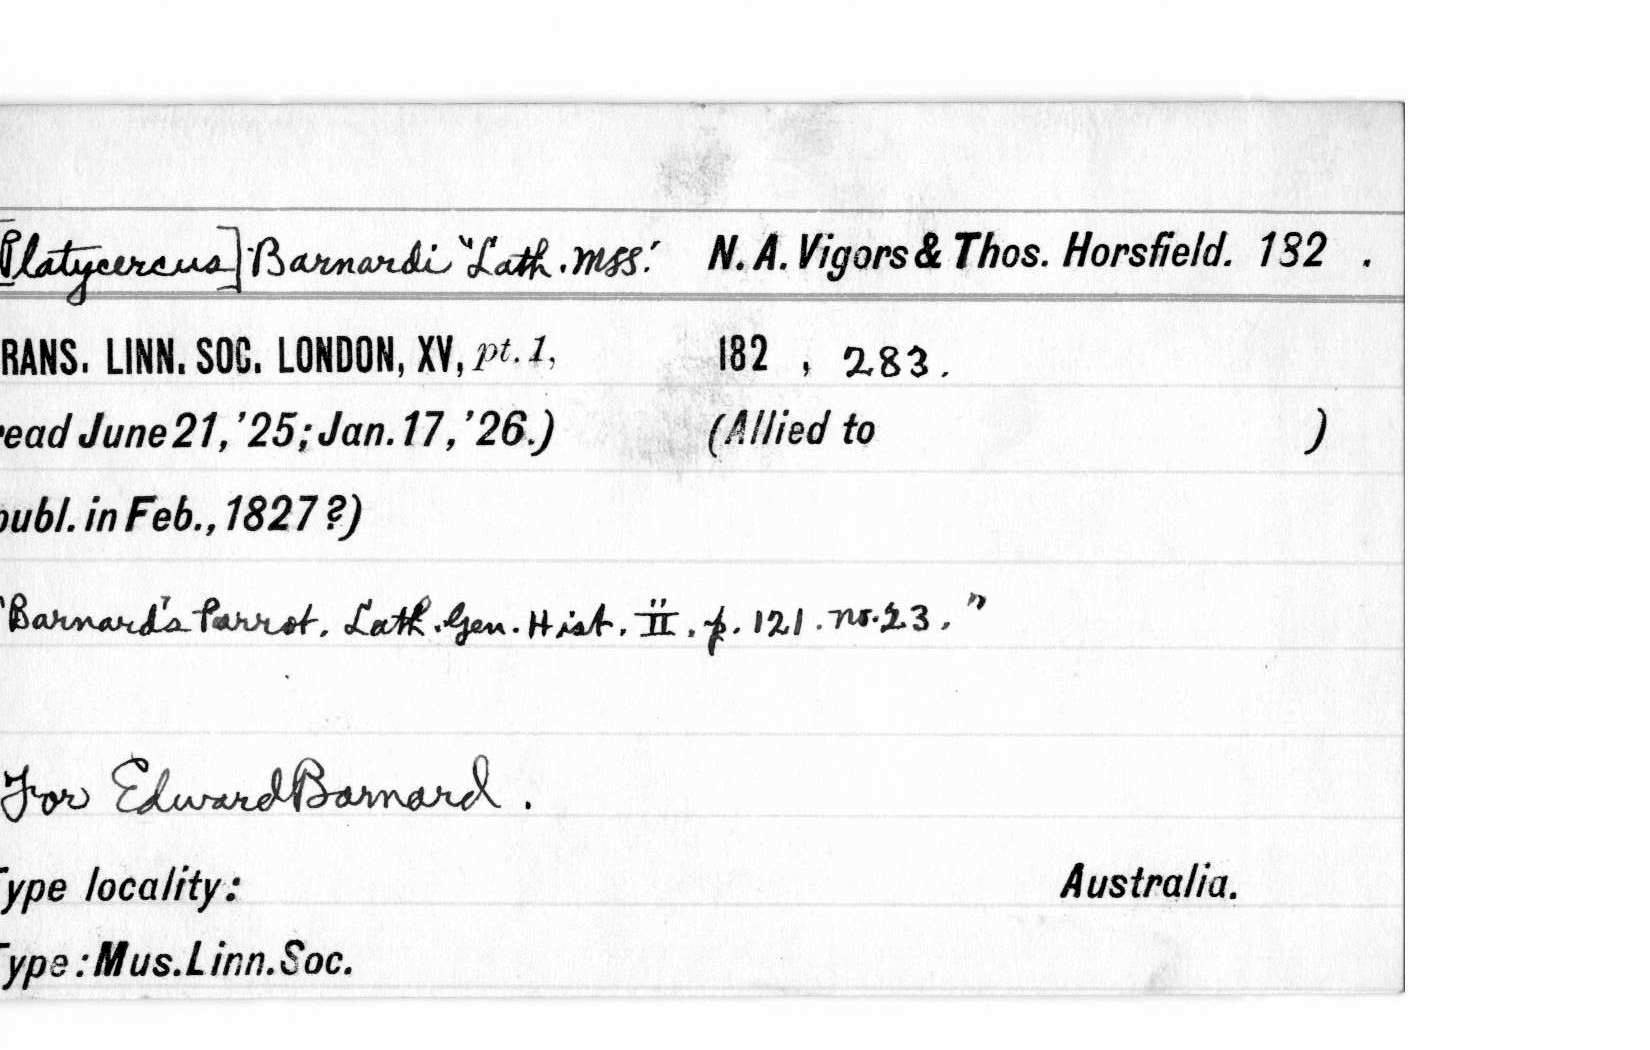 [Platycercus] Barnardi "Lath. mss.' N. A. Vigors & Thos. Horsfield. 182 .
RANS. LINN. SOC. LONDON, XV, pt. 1, 182 , 283.
read June 21, '25; Jan. 17, '26.) (Allied to )
publ. in Feb., 1827?)
"Barnard's Parrot. Lath. Gen. Hist. II. p. 121. no. 23."
For Edward Barnard.
Type locality: Australia.
Type: Mus. Linn. Soc.